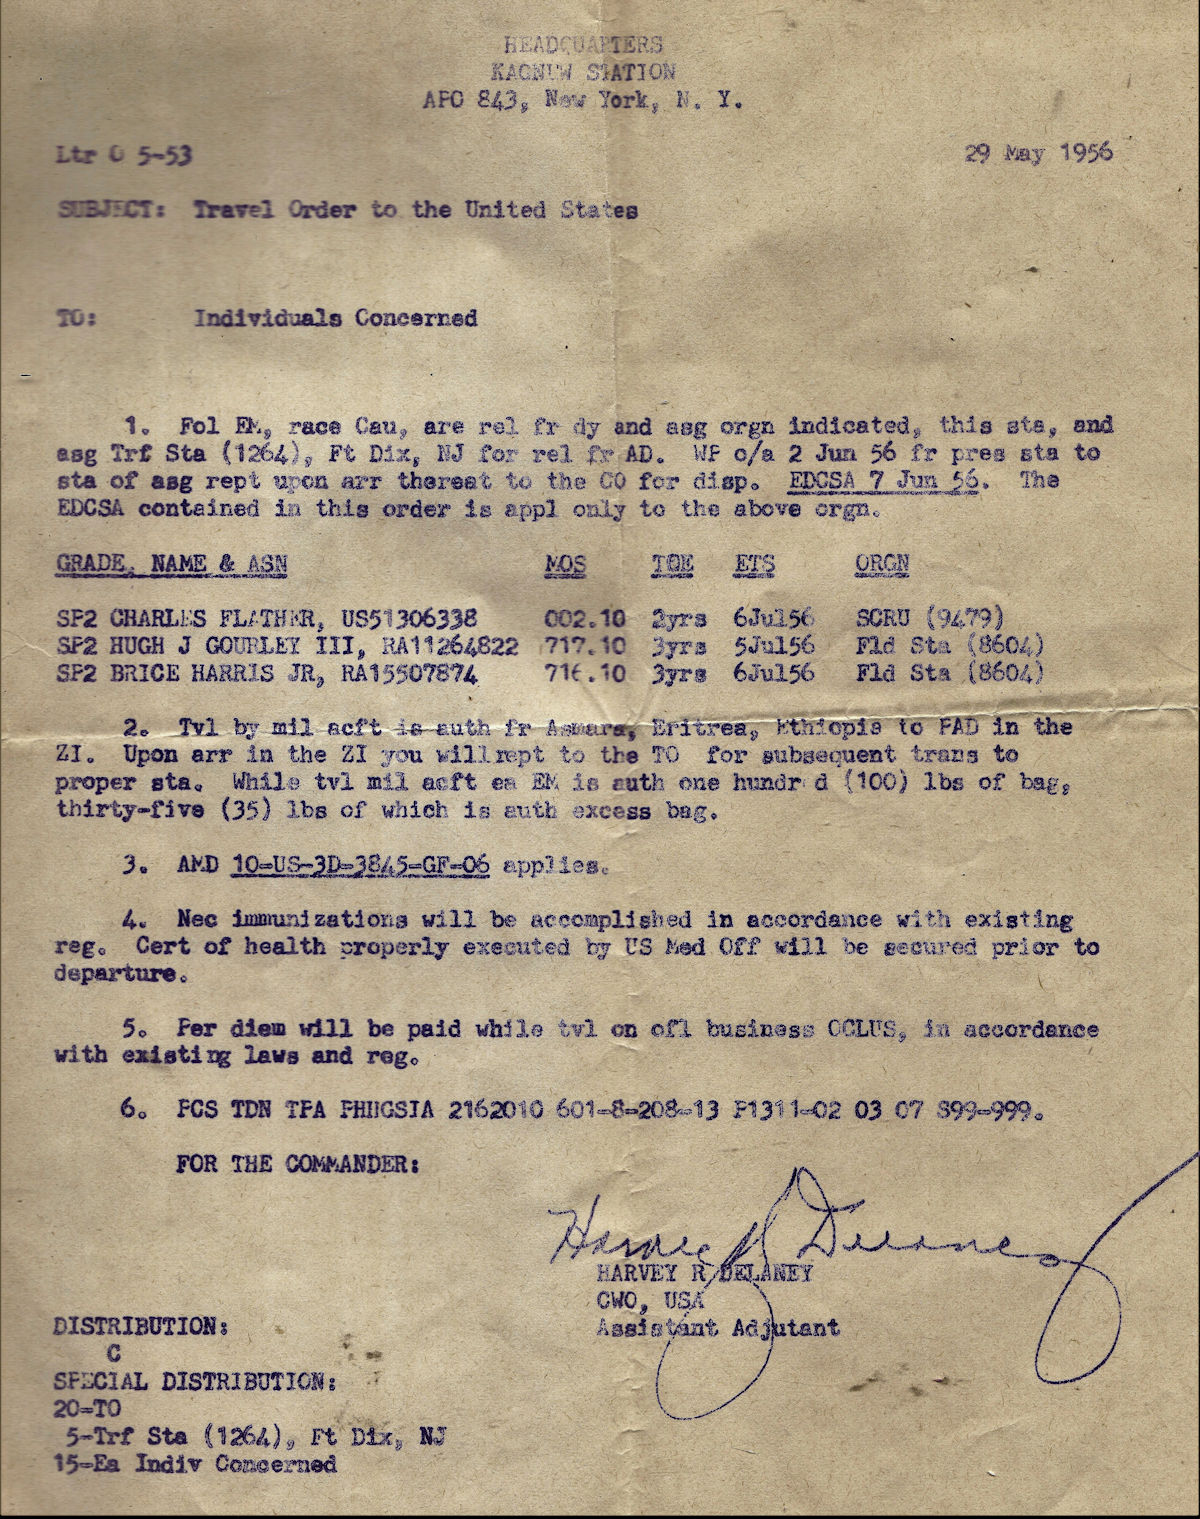 HEADQUARTERS
KAGNEW STATION
APO 843, New York, N. Y.
Ltr O 5-53 29 May 1956
SUBJECT: Travel Order to the United States
TO: Individuals Concerned
1. Fol EM, race Cau, are rel fr dy and asg orgn indicated, this sta, and
asg Trf Sta (1264), Ft Dix, NJ for rel fr AD. WP o/a 2 Jun 56 fr pres sta to
sta of asg rept upon arr thereat to the CO for disp. EDCSA 7 Jun 56. The
EDCSA contained in this order is appl only to the above orgn.
GRADE, NAME & ASN MOS TOE ETS ORGN
SP2 CHARLES FLATHER, US51306338 002.10 2yrs 6Jul56 SCRU (9479)
SP2 HUGH J GOURLEY III, RA11264822 717.10 3yrs 5Jul56 Fld Sta (8604)
SP2 BRICE HARRIS JR, RA15507874 716.10 3yrs 6Jul56 Fld Sta (8604)
2. Tvl by mil acft is auth fr Asmara, Eritrea, Ethiopia to PAD in the
ZI. Upon arr in the ZI you will rept to the TO for subsequent trans to
proper sta. While tvl mil acft ea EM is auth one hundr d (100) lbs of bag,
thirty-five (35) lbs of which is auth excess bag.
3. AMD 10-US-3D-3845-GF-06 applies.
4. Nec immunizations will be accomplished in accordance with existing
reg. Cert of health properly executed by US Med Off will be secured prior to
departure.
5. Per diem will be paid while tvl on ofl business OCLUS, in accordance
with existing laws and reg.
6. PCS TDN TPA 2162010 601-8-208-13 P1311-02 03 07 S99-999.
FOR THE COMMANDER:
Harvey R Delaney
HARVEY R DELANEY
CWO, USA
Assistant Adjutant
DISTRIBUTION:
C
SPECIAL DISTRIBUTION:
20-TO
5-Trf Sta (1264), Ft Dix, NJ
15-Ea Indiv Concerned